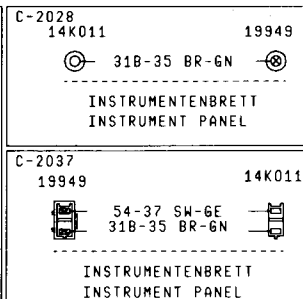 C-2028
14K011 19949
31B-35 BR-GN
INSTRUMENTENBRETT
INSTRUMENT PANEL
C-2037
19949 14K011
54-37 SW-GE
31B-35 BR-GN
INSTRUMENTENBRETT
INSTRUMENT PANEL